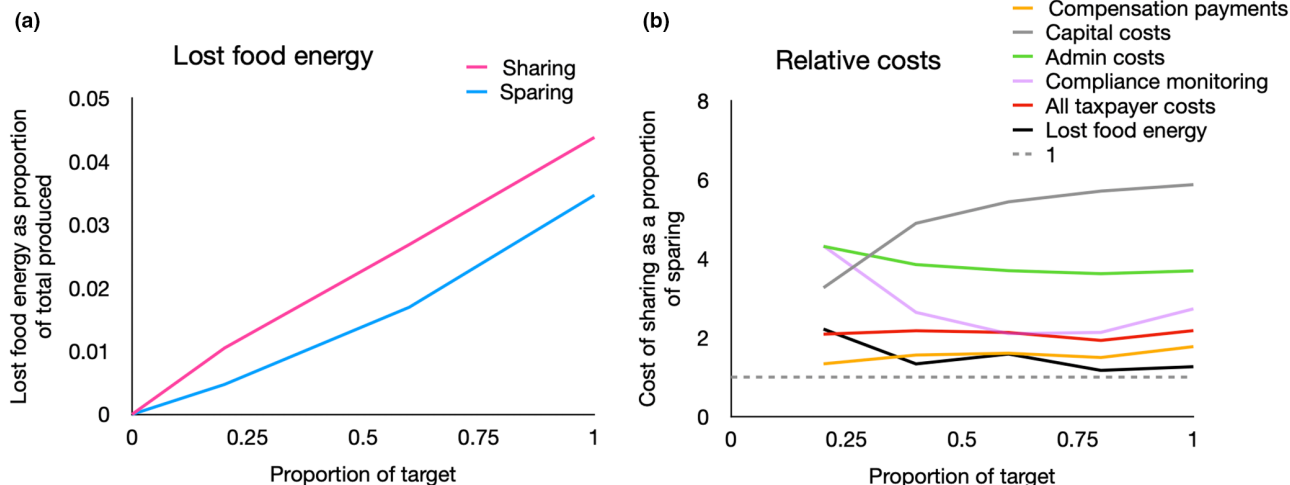 (a)
Lost food energy
Sharing
Sparing
Lost food energy as proportion
of total produced
0.05
0.04
0.03
0.02
0.01
0
0
0.25
0.5
0.75
1
Proportion of target
(b)
Relative costs
Compensation payments
Capital costs
Admin costs
Compliance monitoring
All taxpayer costs
Lost food energy
1
Cost of sharing as a proportion
of sparing
8
6
4
2
0
0
0.25
0.5
0.75
1
Proportion of target